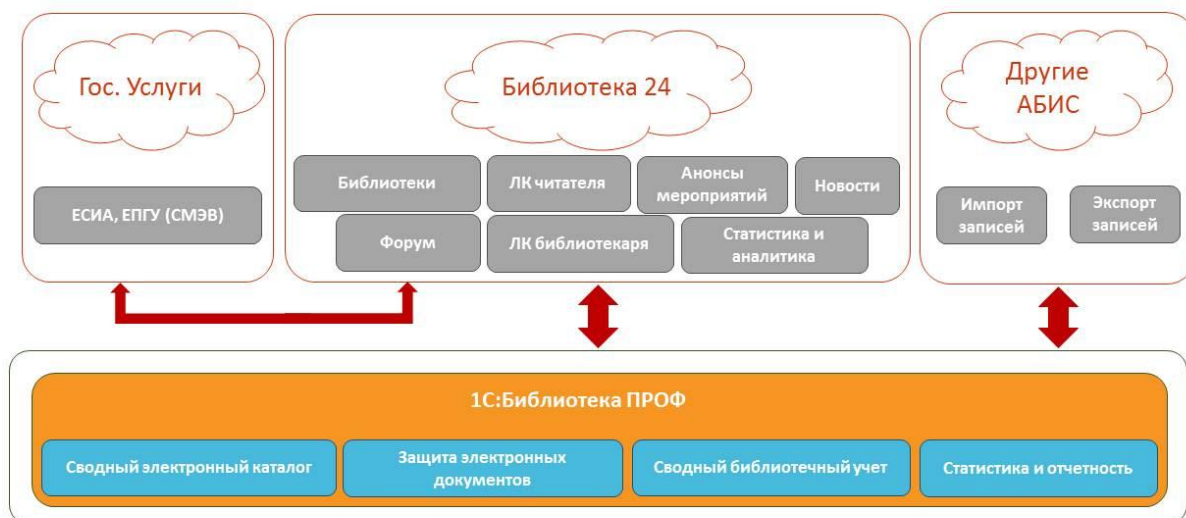 Гос. Услуги
ЕСИА, ЕПГУ (СМЭВ)
Библиотека 24
Библиотеки
ЛК читателя
Анонсы
мероприятий
Новости
Форум
ЛК библиотекаря
Статистика и
аналитика
Другие
АБИС
Импорт
записей
Экспорт
записей
1С:Библиотека ПРОФ
Сводный электронный каталог
Защита электронных
документов
Сводный библиотечный учет
Статистика и отчетность